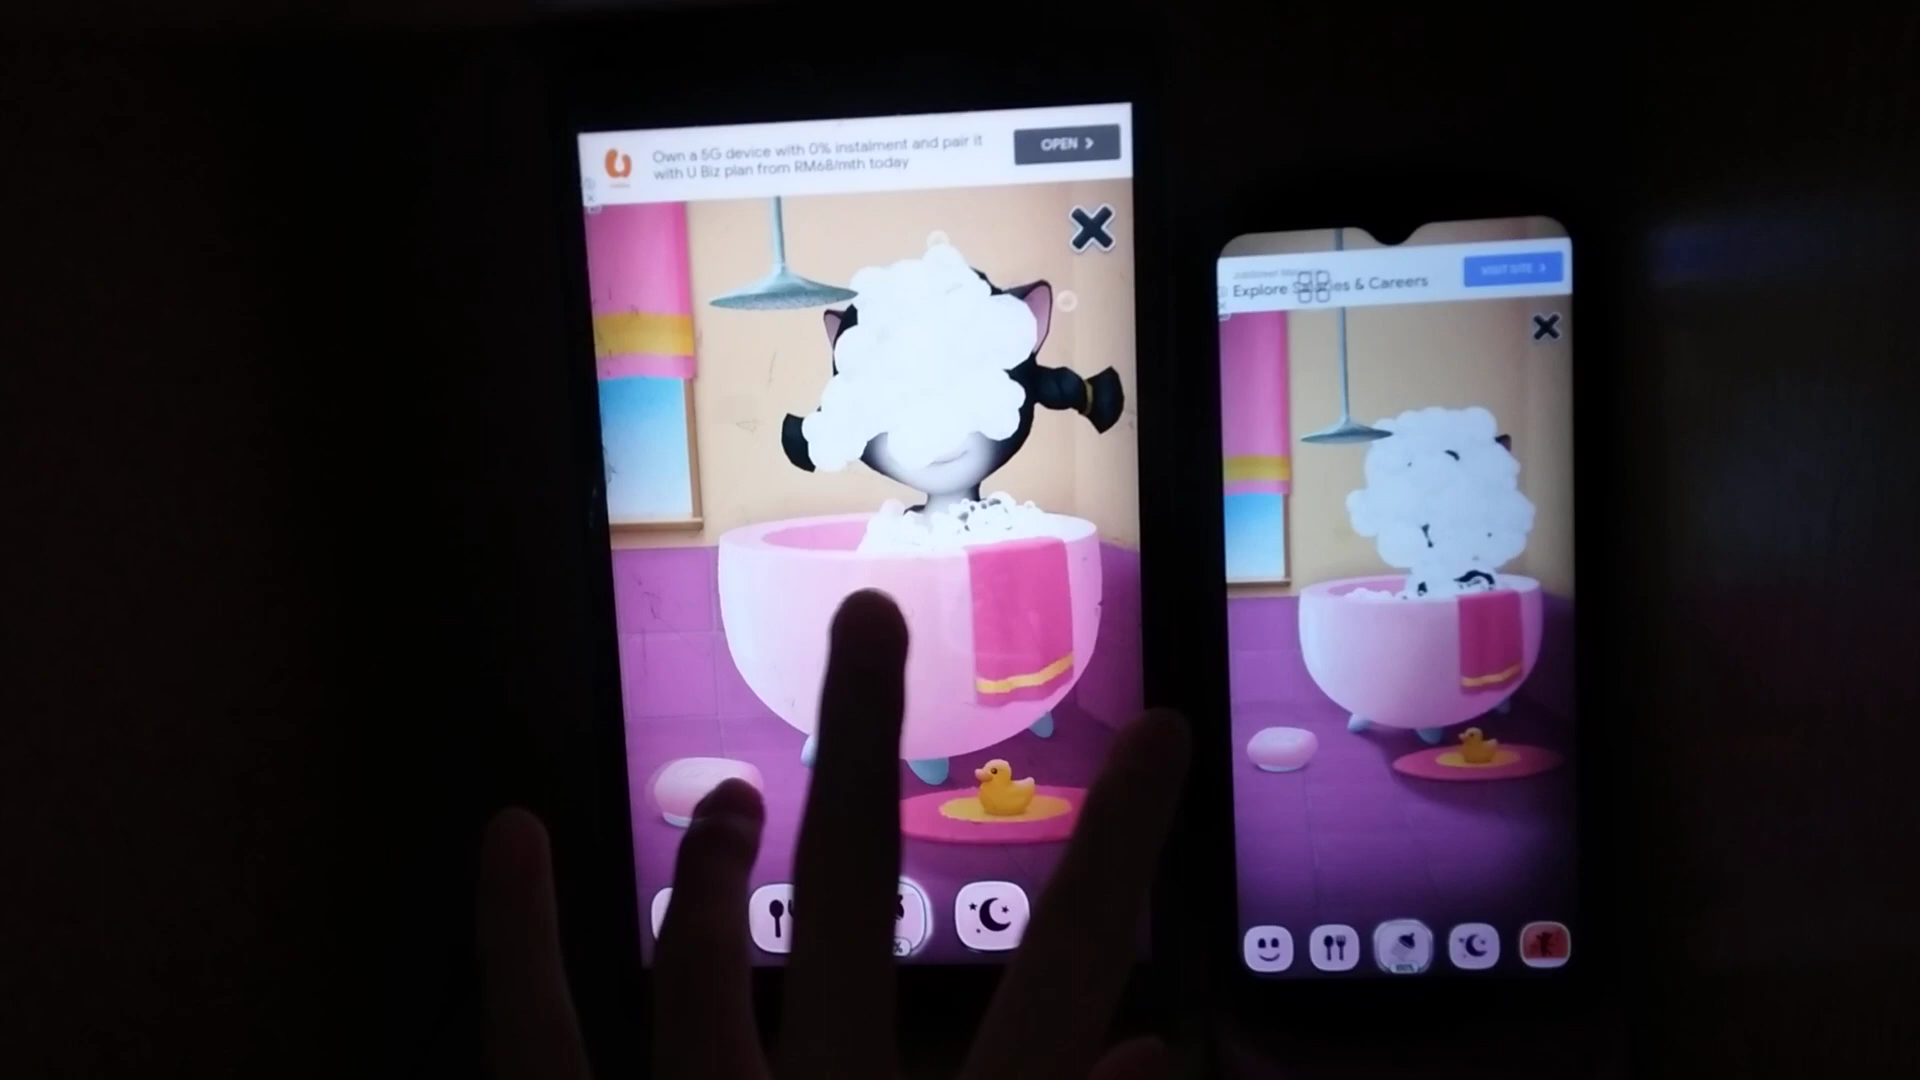 Own a 5G device with 0% instalment and pair it
with U Biz plan from RM68/mth today
OPEN
Explore & Careers
VISIT SITE
100%